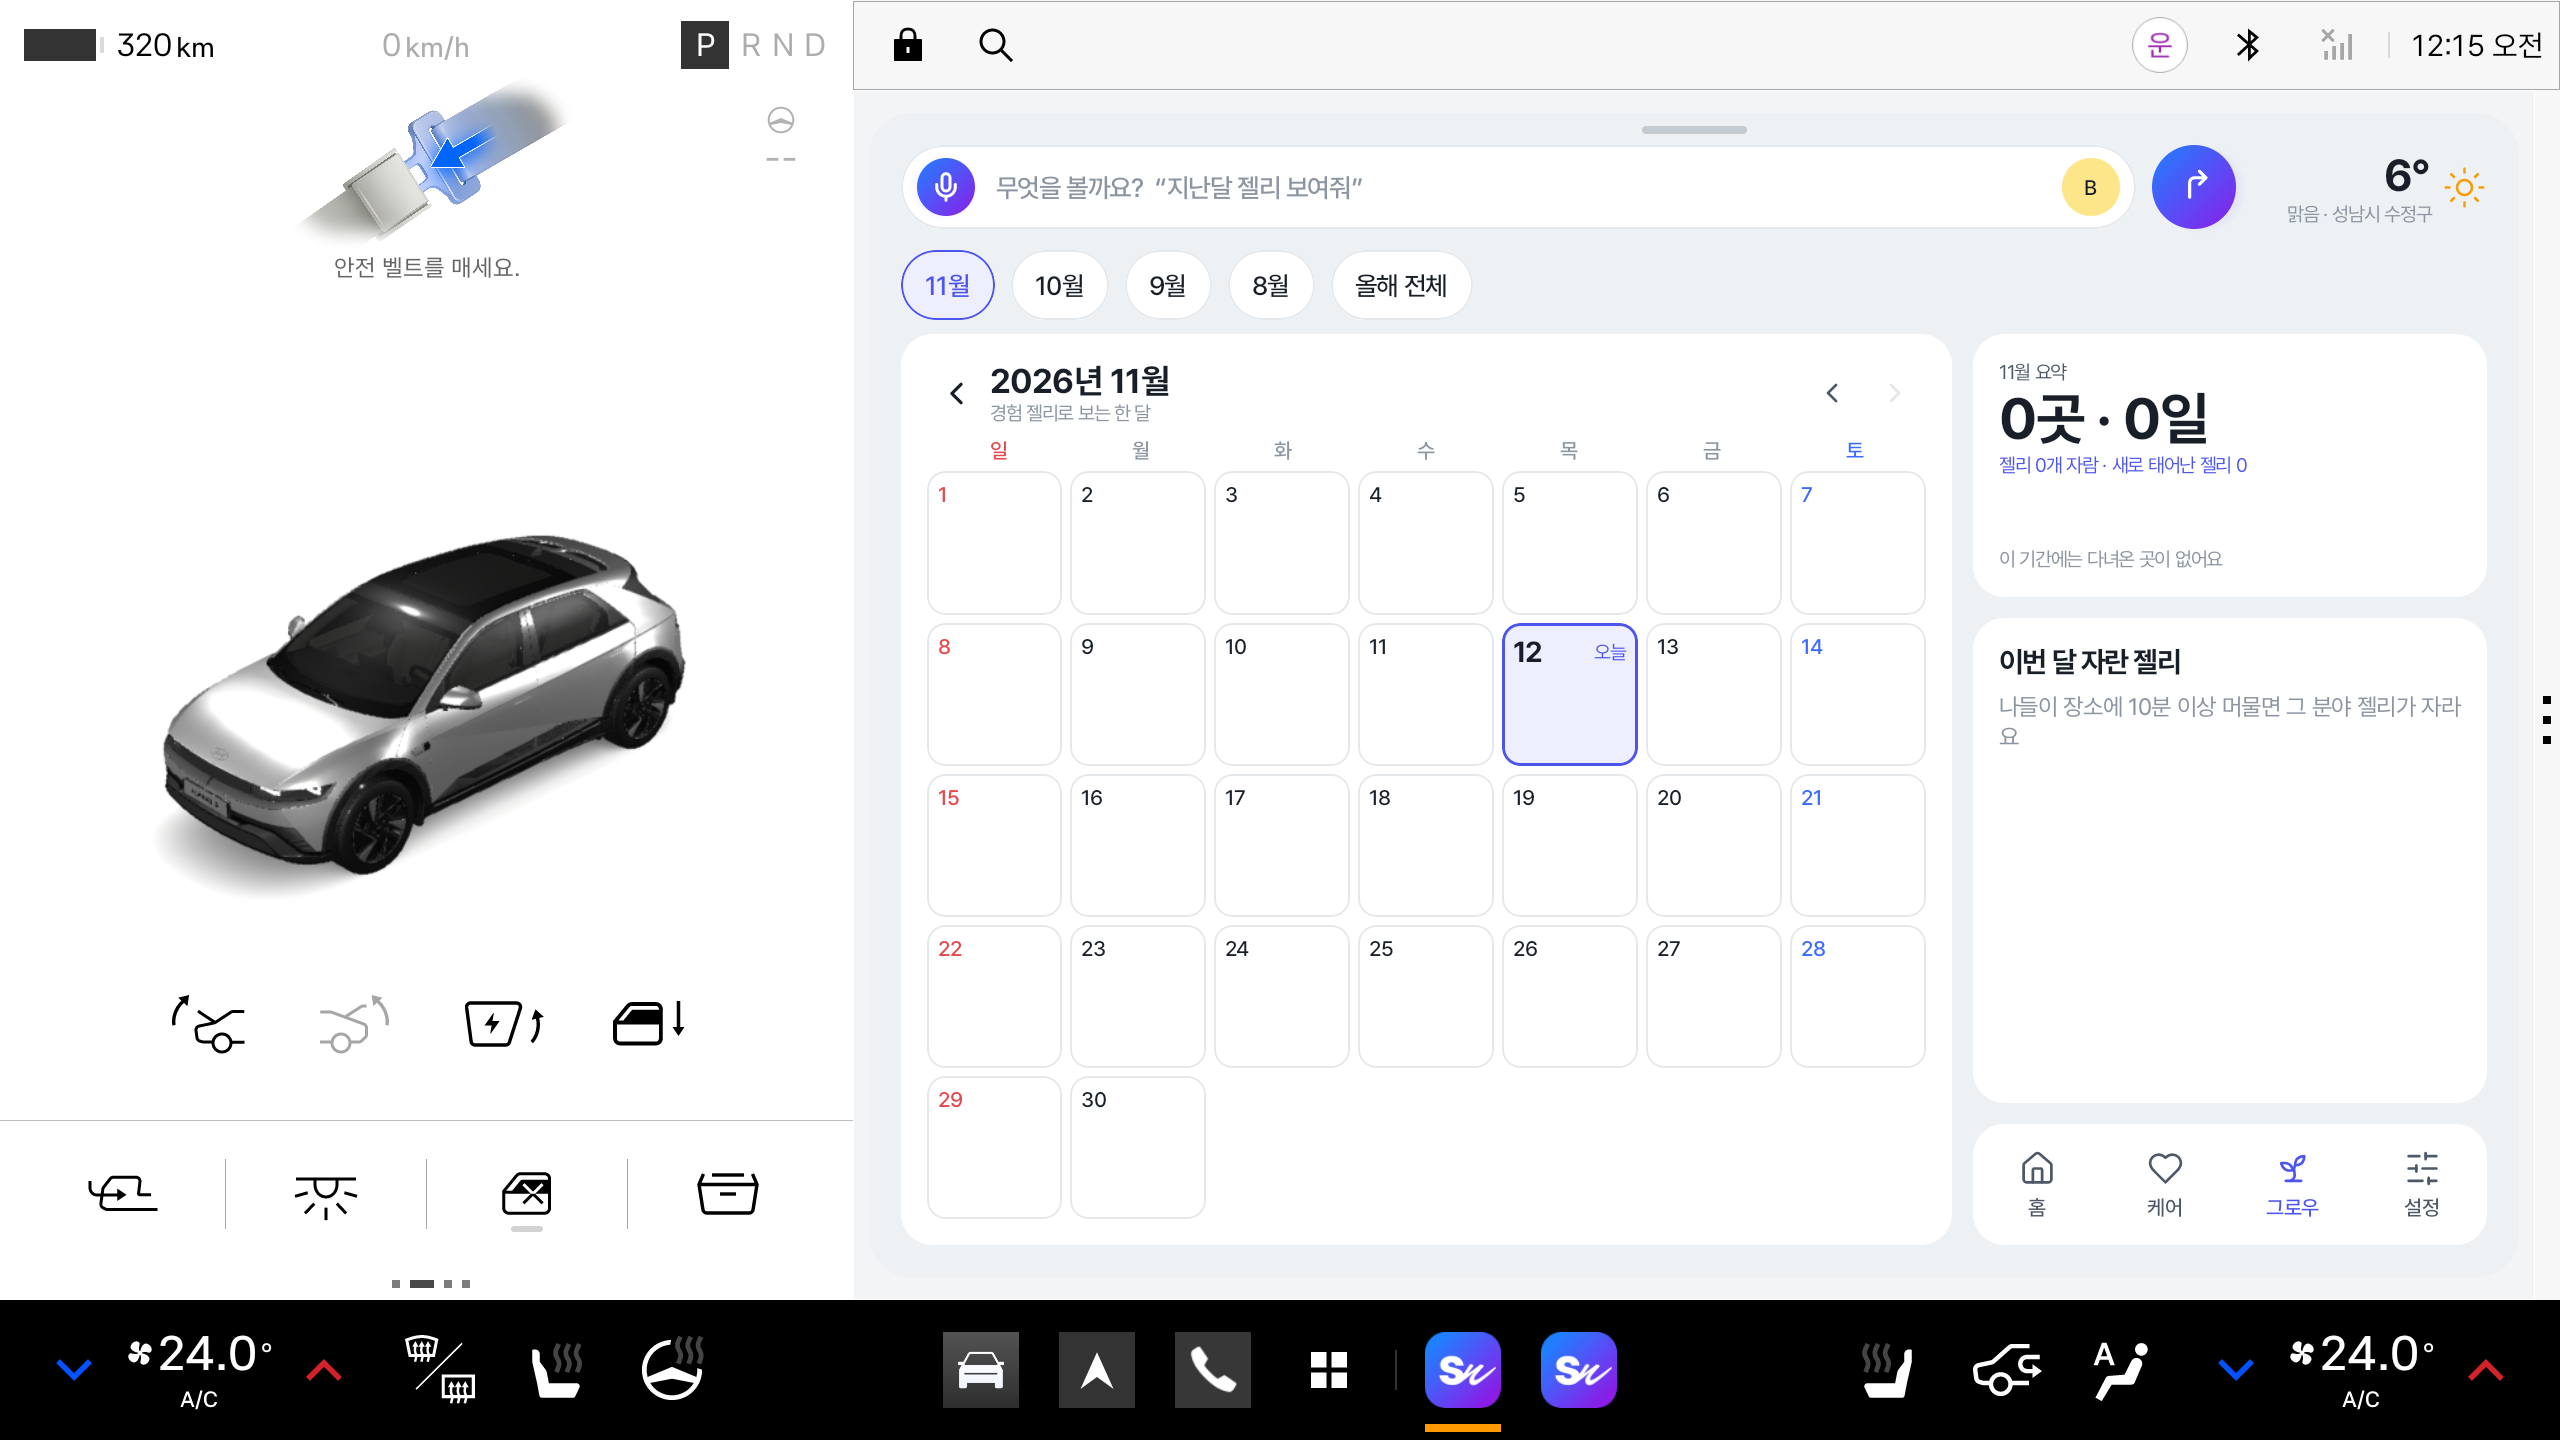 320 km
0 km/h
P R N D
안전 벨트를 매세요.
A/C
24.0°
운
12:15 오전
무엇을 볼까요? “지난달 젤리 보여줘”
B
6°
맑음 · 성남시 수정구
11월 10월 9월 8월 올해 전체
2026년 11월
경험 젤리로 보는 한 달
일 월 화 수 목 금 토
1 2 3 4 5 6 7
8 9 10 11 12 오늘 13 14
15 16 17 18 19 20 21
22 23 24 25 26 27 28
29 30
11월 요약
0곳 · 0일
젤리 0개 자람 · 새로 태어난 젤리 0
이 기간에는 다녀온 곳이 없어요
이번 달 자란 젤리
나들이 장소에 10분 이상 머물면 그 분야 젤리가 자라
요
홈 케어 그로우 설정
Sn
Sn
A
24.0°
A/C